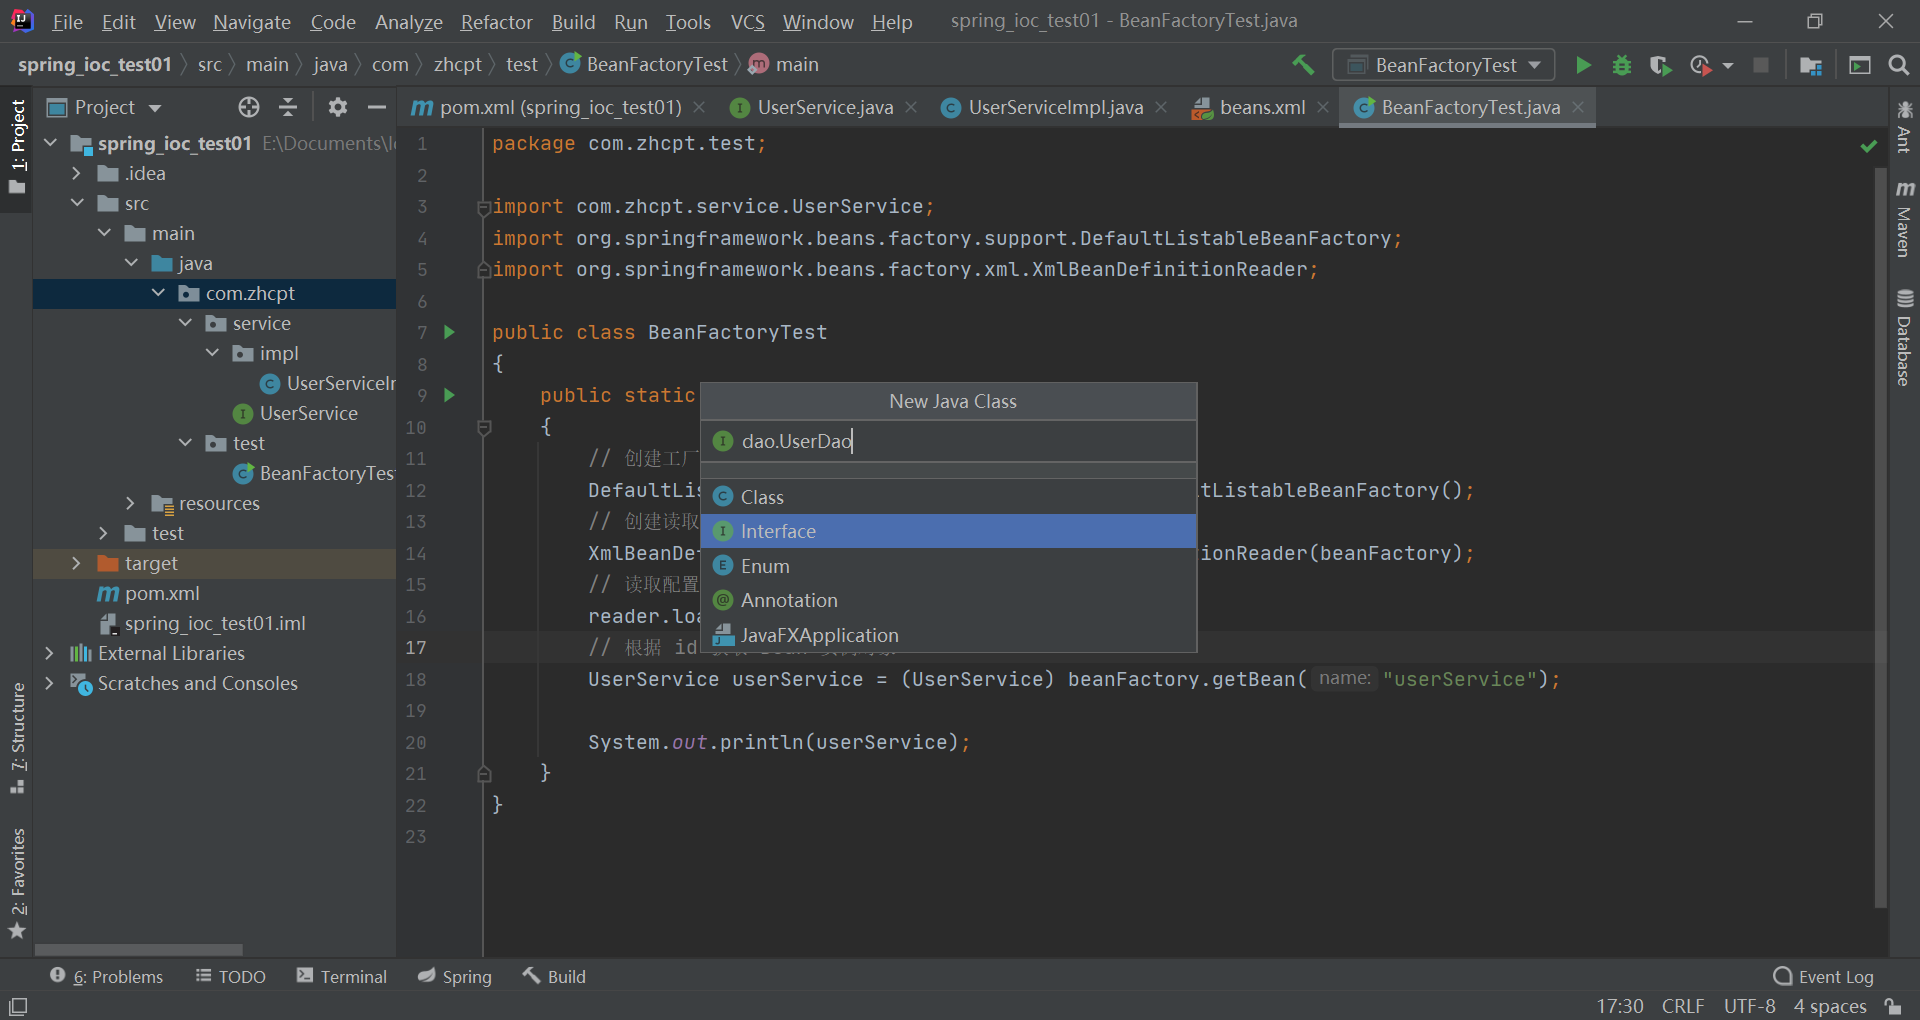 File Edit View Navigate Code Analyze Refactor Build Run Tools VCS Window Help spring_ioc_test01 - BeanFactoryTest.java
spring_ioc_test01 src main java com zhcpt test BeanFactoryTest main
BeanFactoryTest
1: Project
7: Structure
2: Favorites
Project
spring_ioc_test01 E:\Documents\
.idea
src
main
java
com.zhcpt
service
impl
UserServiceIr
UserService
test
BeanFactoryTes
resources
test
target
pom.xml
spring_ioc_test01.iml
External Libraries
Scratches and Consoles
pom.xml (spring_ioc_test01) UserService.java UserServiceImpl.java beans.xml BeanFactoryTest.java
1 package com.zhcpt.test;
2
3 import com.zhcpt.service.UserService;
4 import org.springframework.beans.factory.support.DefaultListableBeanFactory;
5 import org.springframework.beans.factory.xml.XmlBeanDefinitionReader;
6
7 public class BeanFactoryTest
8 {
9 public static
10 {
11 // 创建工厂
12 DefaultLis tListableBeanFactory();
13 // 创建读取
14 XmlBeanDe ionReader(beanFactory);
15 // 读取配置
16 reader.loa
17 // 根据 id
18 UserService userService = (UserService) beanFactory.getBean( name: "userService");
19
20 System.out.println(userService);
21 }
22 }
23
New Java Class
dao.UserDao
Class
Interface
Enum
Annotation
JavaFXApplication
Ant
Maven
Database
6: Problems TODO Terminal Spring Build Event Log
17:30 CRLF UTF-8 4 spaces